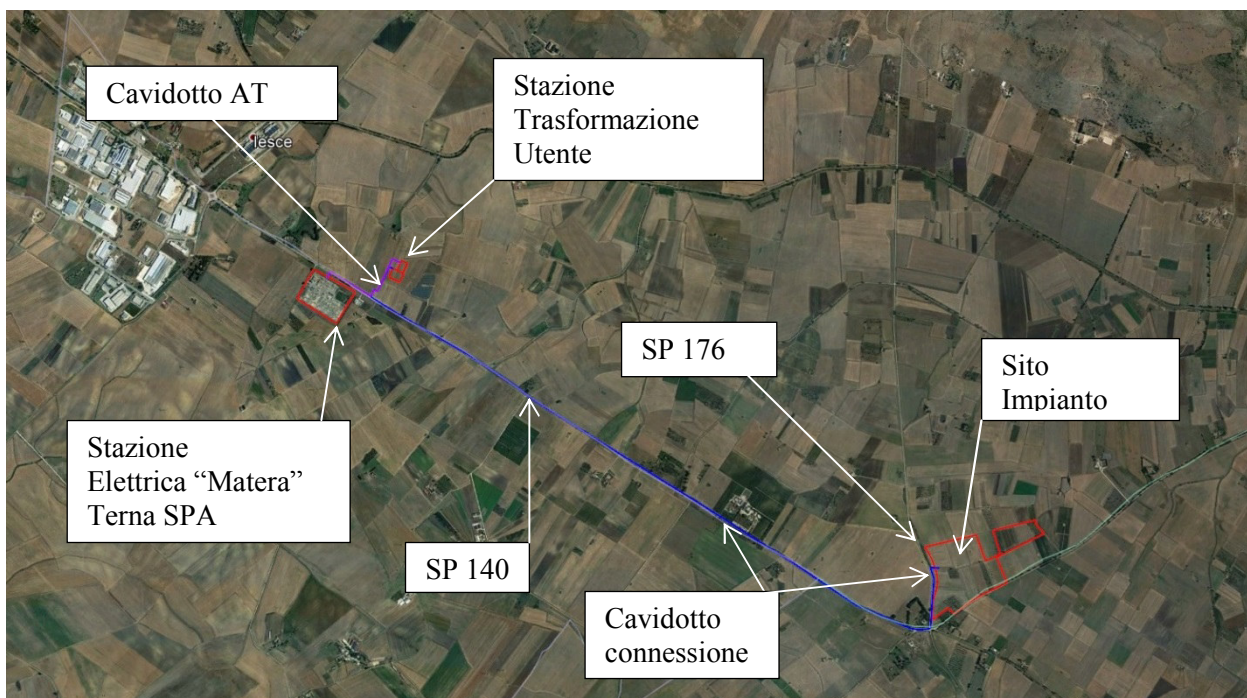 Cavidotto AT
Stazione
Trasformazione
Utente
Iesce
SP 176
Sito
Impianto
Stazione
Elettrica “Matera”
Terna SPA
SP 140
Cavidotto
connessione